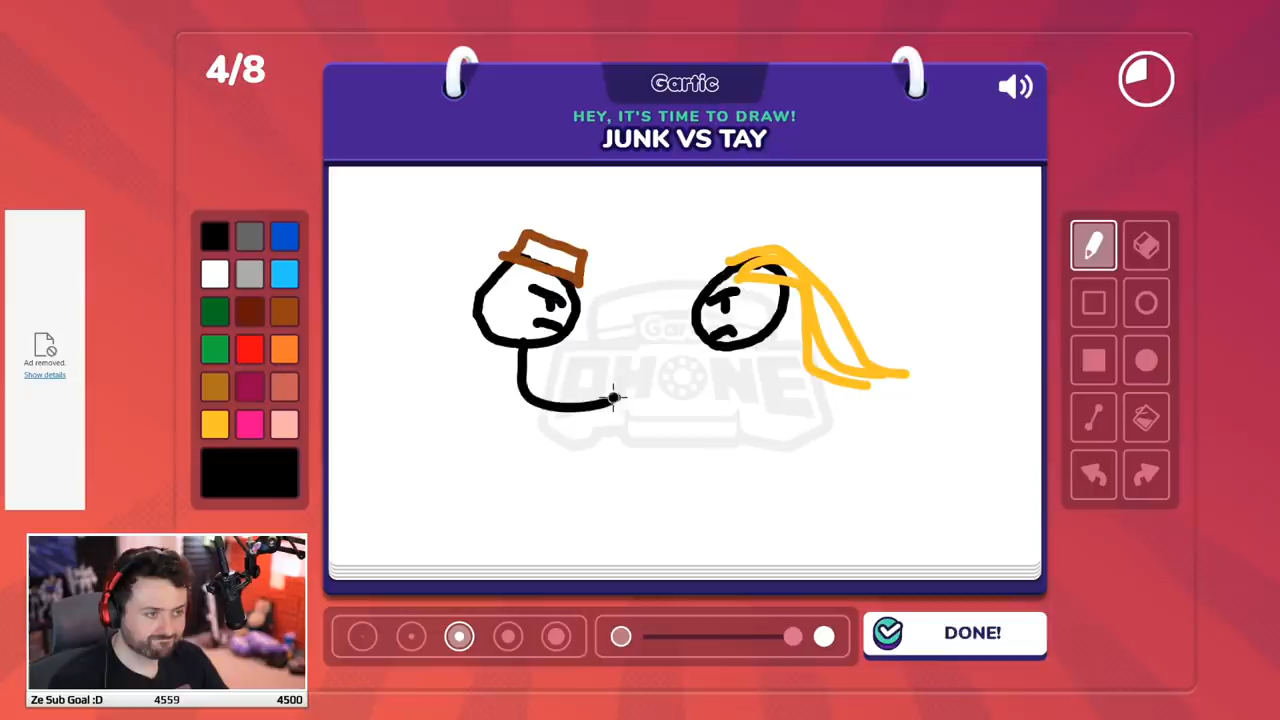 4/8
Gartic
HEY, IT'S TIME TO DRAW!
JUNK VS TAY
Ad removed.
Show details
PHONE
DONE!
Ze Sub Goal :D 4559 4500